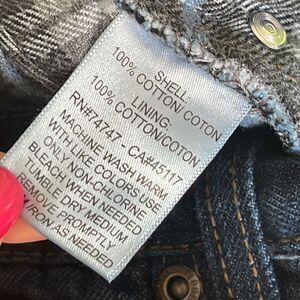 SHELL:
100% COTTON/ COTON
LINING:
100% COTTON/COTON
RN#74747 - CA#45117
MACHINE WASH WARM
WITH LIKE COLORS USE
ONLY NON-CHLORINE
BLEACH WHEN NEEDED
TUMBLE DRY MEDIUM
REMOVE PROMPTLY
IROM AS NEEDED